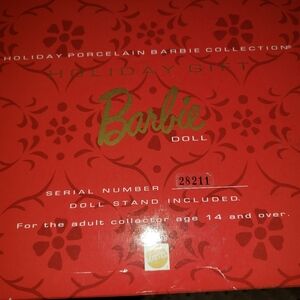 HOLIDAY PORCELAIN BARBIE COLLECTION
HOLIDAY GIFT
Barbie
DOLL
SERIAL NUMBER 28211
DOLL STAND INCLUDED.
For the adult collector age 14 and over.